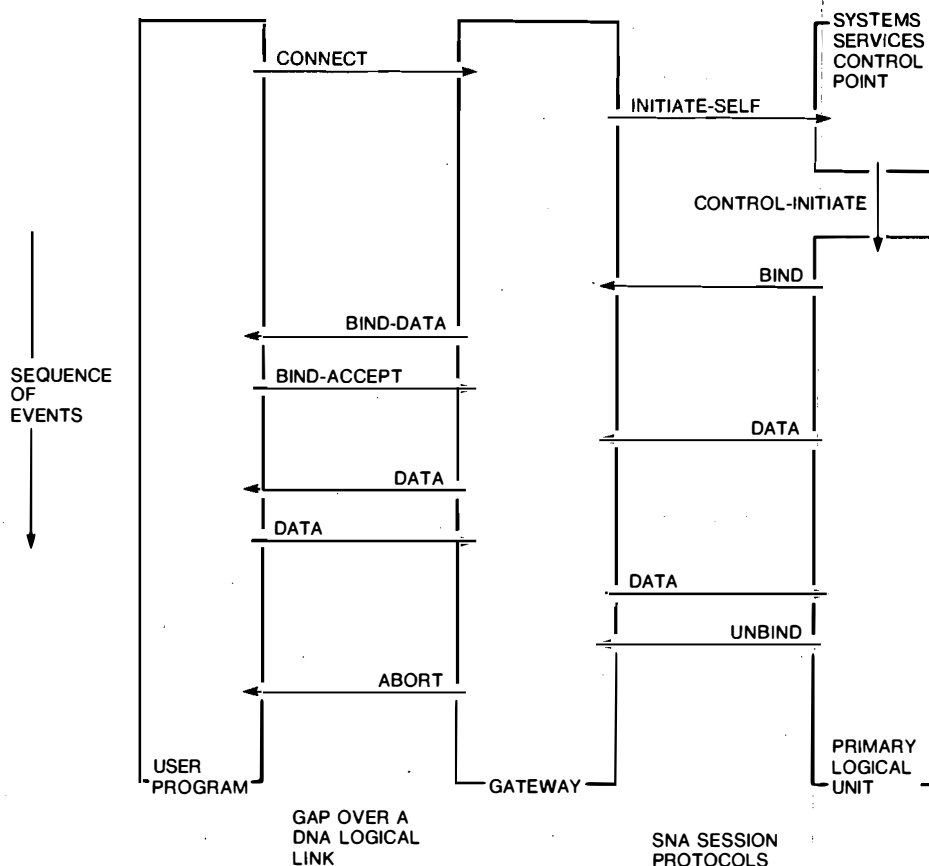 SYSTEMS
SERVICES
CONTROL
POINT
CONNECT
INITIATE-SELF
CONTROL-INITIATE
BIND
BIND-DATA
SEQUENCE
OF
EVENTS
BIND-ACCEPT
DATA
DATA
DATA
DATA
UNBIND
ABORT
USER
PROGRAM
GATEWAY
PRIMARY
LOGICAL
UNIT
GAP OVER A
DNA LOGICAL
LINK
SNA SESSION
PROTOCOLS